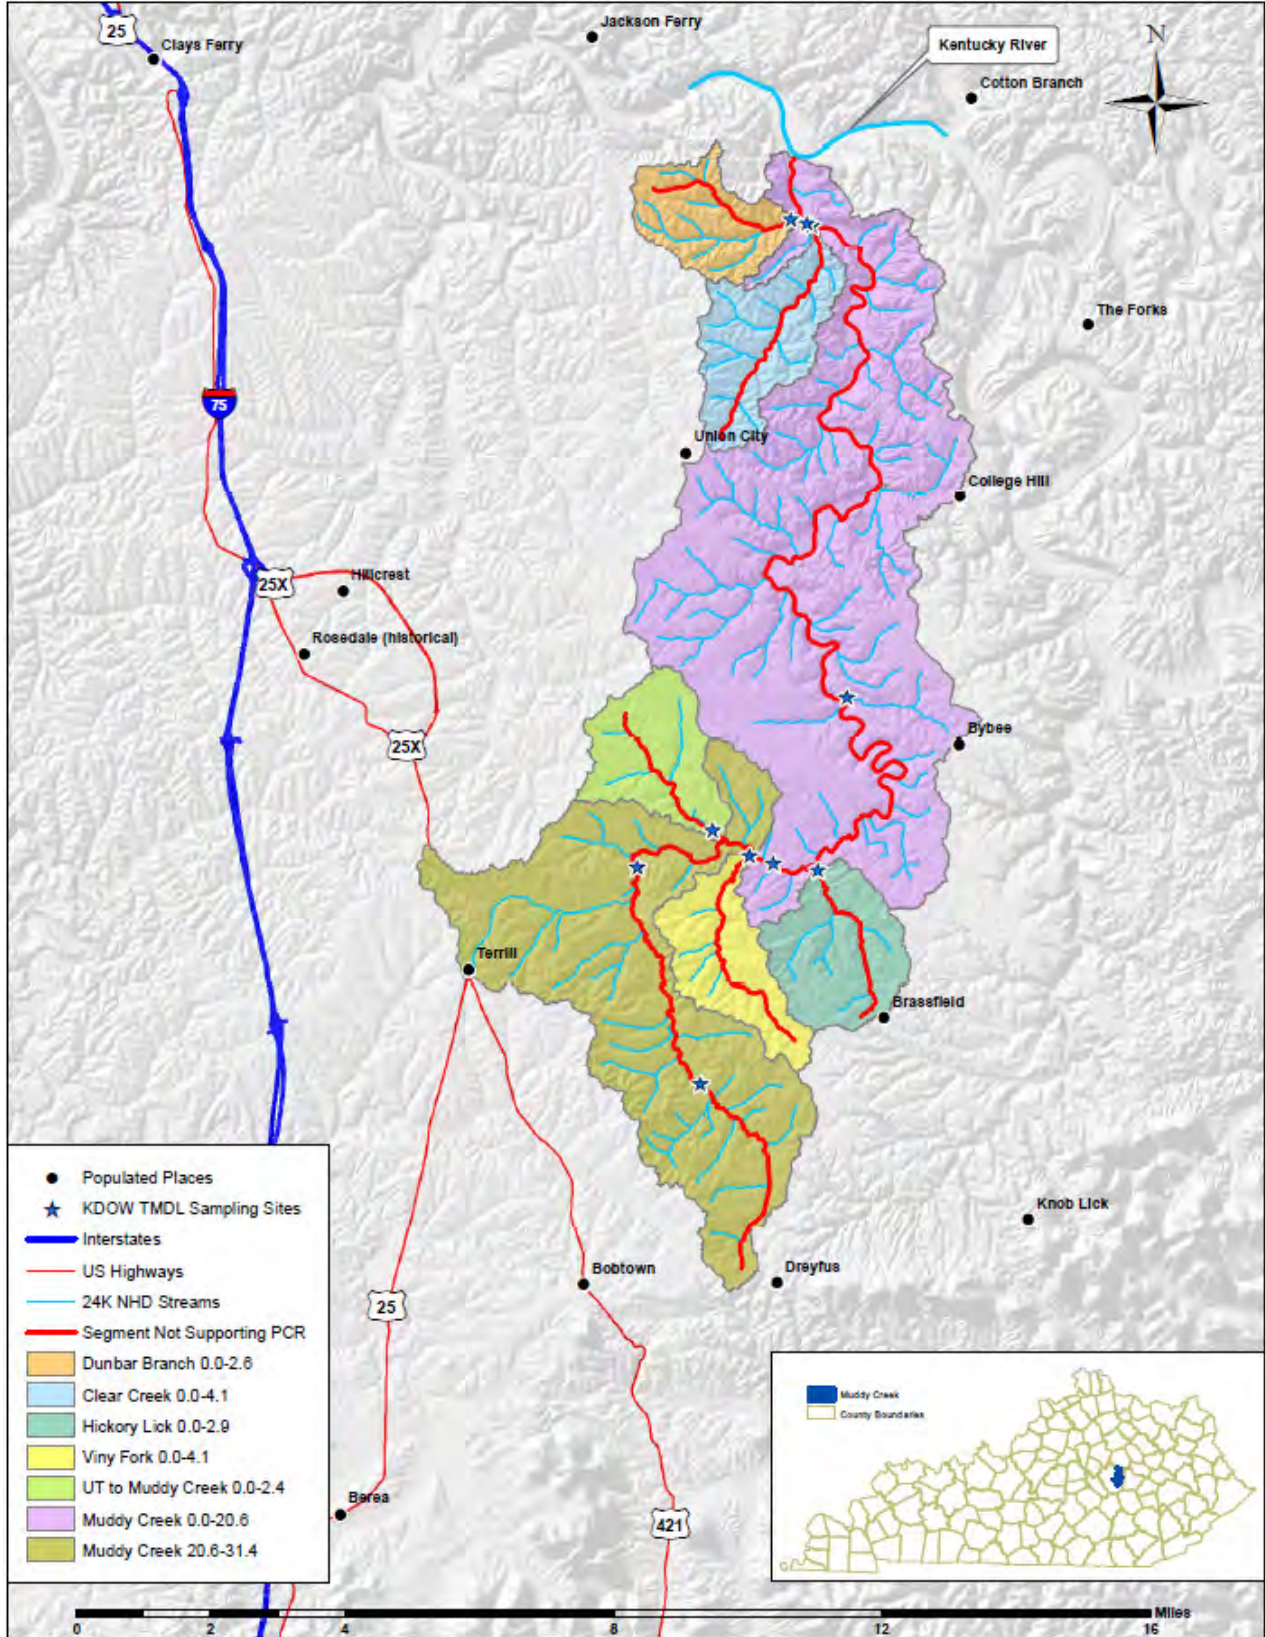 25
Clays Ferry
Jackson Ferry
Kentucky River
N
Cotton Branch
The Forks
75
Union City
College Hill
25X
Hillcrest
Rosedale (historical)
25X
Bybee
Terrill
Brassfield
Knob Lick
Bobtown
Dreyfus
25
Berea
421
Populated Places
KDOW TMDL Sampling Sites
Interstates
US Highways
24K NHD Streams
Segment Not Supporting PCR
Dunbar Branch 0.0-2.6
Clear Creek 0.0-4.1
Hickory Lick 0.0-2.9
Viny Fork 0.0-4.1
UT to Muddy Creek 0.0-2.4
Muddy Creek 0.0-20.6
Muddy Creek 20.6-31.4
Muddy Creek
County Boundaries
Miles
0 2 4 8 12 16